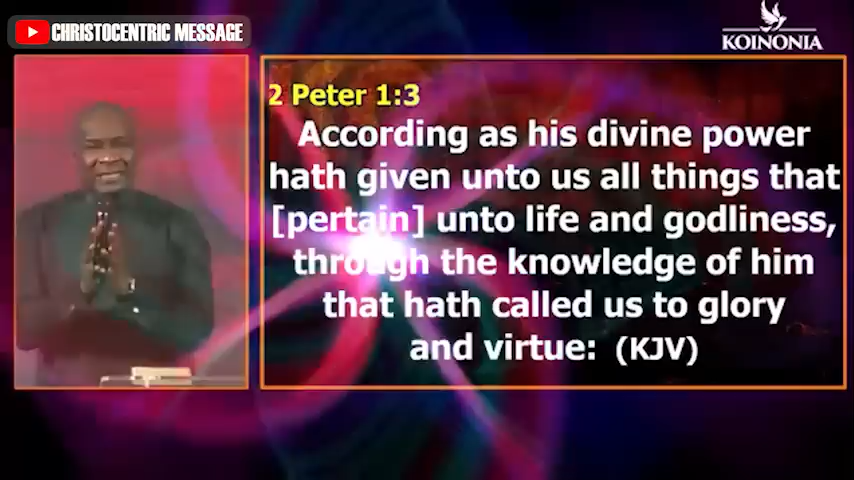 CHRISTOCENTRIC MESSAGE
KOINONIA
2 Peter 1:3
According as his divine power
hath given unto us all things that
[pertain] unto life and godliness,
through the knowledge of him
that hath called us to glory
and virtue: (KJV)